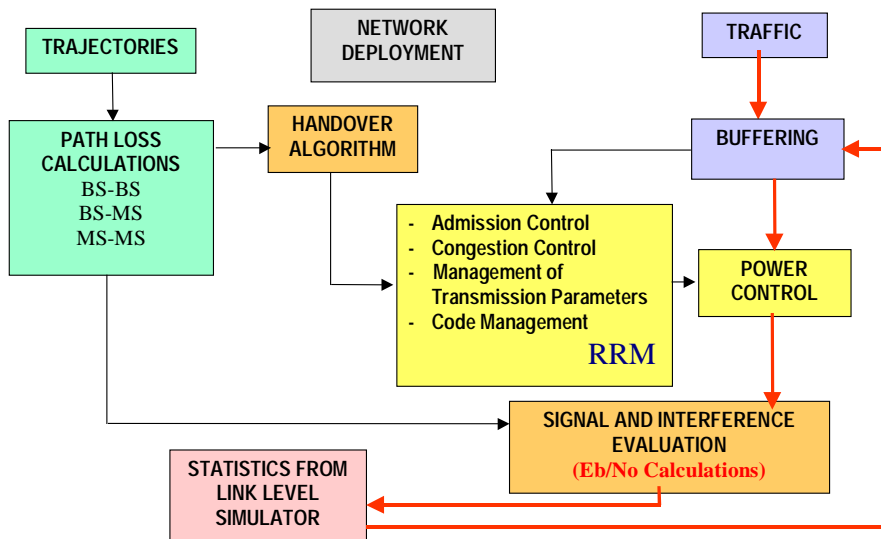 TRAJECTORIES
NETWORK
DEPLOYMENT
TRAFFIC
PATH LOSS
CALCULATIONS
BS-BS
BS-MS
MS-MS
HANDOVER
ALGORITHM
BUFFERING
- Admission Control
- Congestion Control
- Management of
Transmission Parameters
- Code Management
RRM
POWER
CONTROL
SIGNAL AND INTERFERENCE
EVALUATION
(Eb/No Calculations)
STATISTICS FROM
LINK LEVEL
SIMULATOR